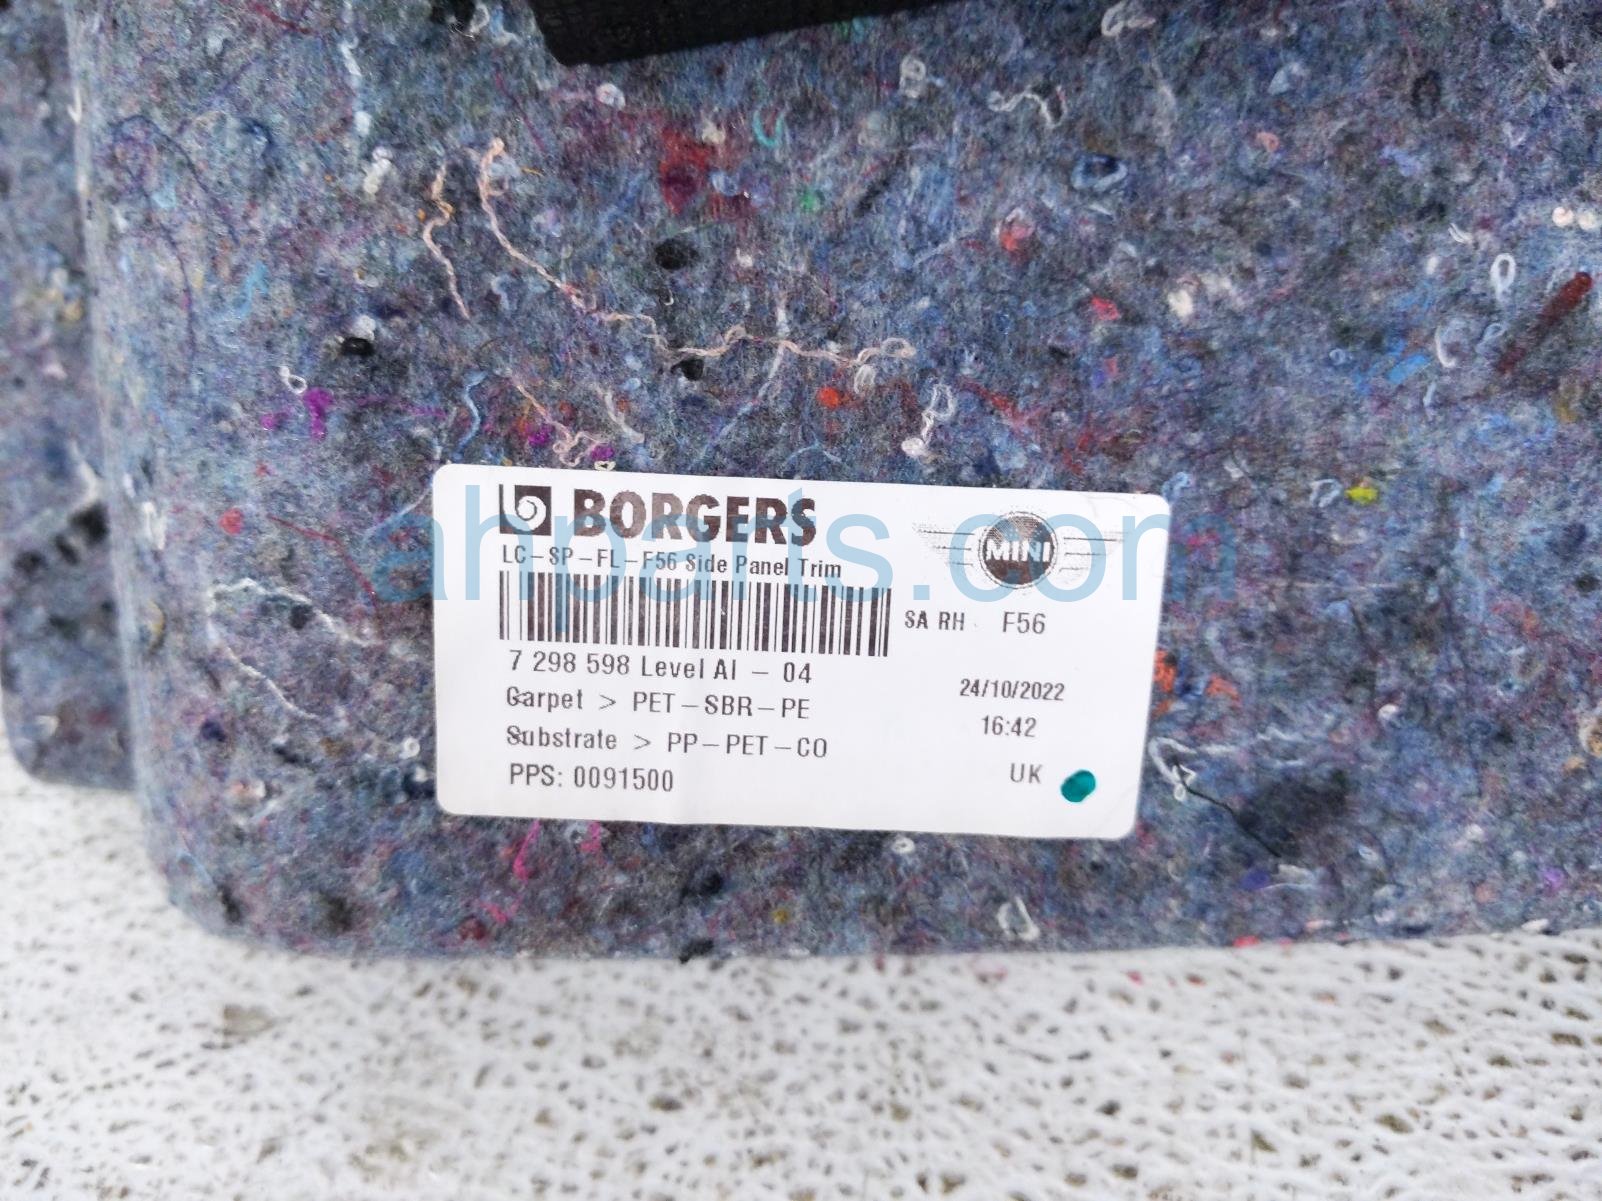 BORGERS
LC-SP-FL-F56 Side Panel Trim
MINI
SA RH F56
7 298 598 Level AI - 04
Carpet > PET-SBR-PE
Substrate > PP-PET-CO
PPS: 0091500
24/10/2022
16:42
UK
ahparts.com